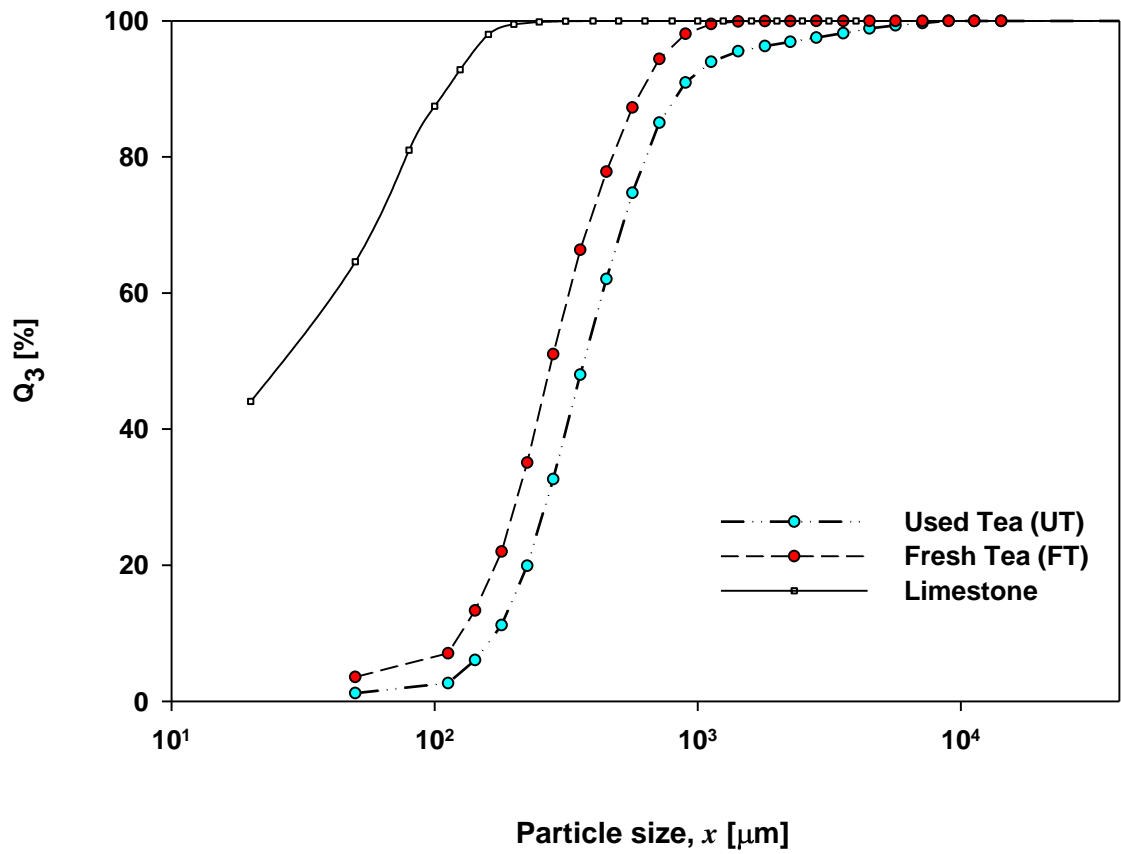 100
80
60
40
20
0
Q3 [%]
10¹
10²
10³
10⁴
Particle size, x [μm]
Used Tea (UT)
Fresh Tea (FT)
Limestone